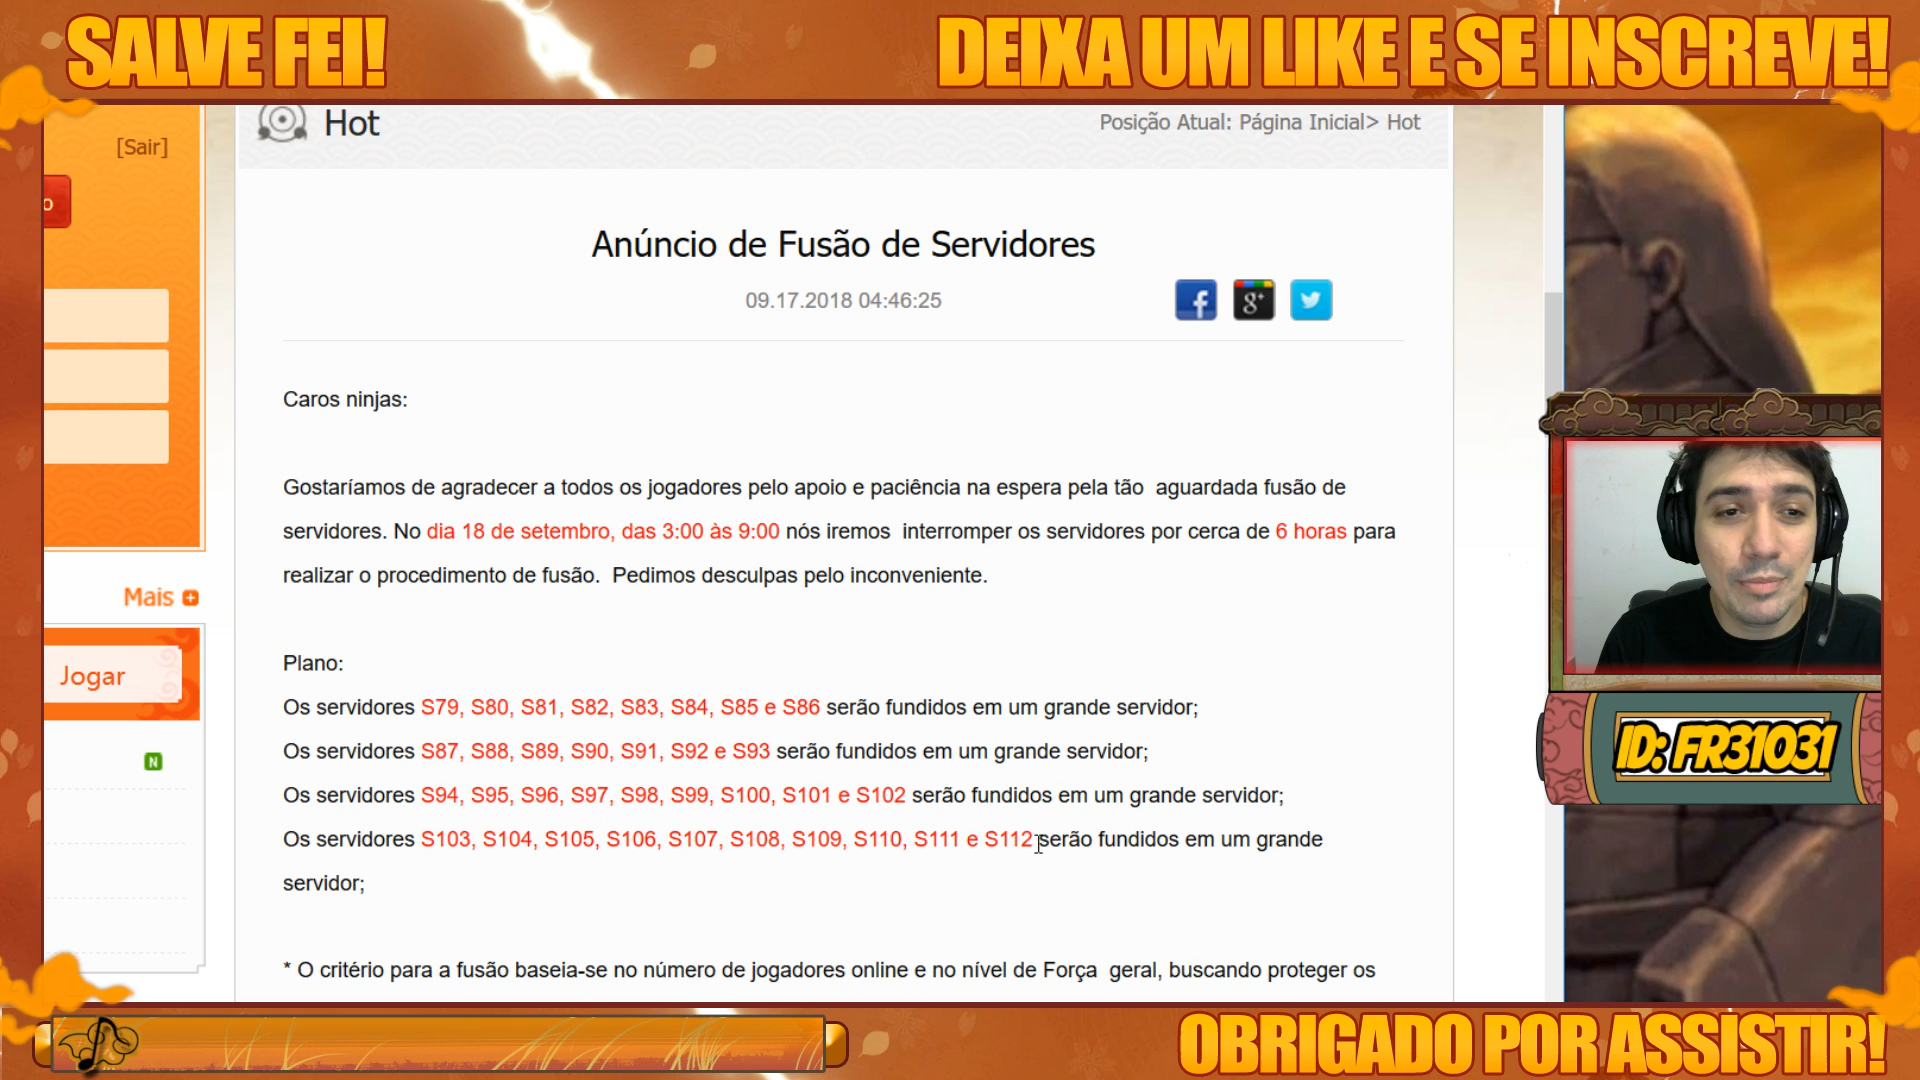 SALVE FEI!
DEIXA UM LIKE E SE INSCREVE!
[Sair]
Hot
Posição Atual: Página Inicial> Hot
o
Anúncio de Fusão de Servidores
09.17.2018 04:46:25
Caros ninjas:
Gostaríamos de agradecer a todos os jogadores pelo apoio e paciência na espera pela tão aguardada fusão de
servidores. No dia 18 de setembro, das 3:00 às 9:00 nós iremos interromper os servidores por cerca de 6 horas para
realizar o procedimento de fusão. Pedimos desculpas pelo inconveniente.
Mais
Jogar
N
Plano:
Os servidores S79, S80, S81, S82, S83, S84, S85 e S86 serão fundidos em um grande servidor;
Os servidores S87, S88, S89, S90, S91, S92 e S93 serão fundidos em um grande servidor;
Os servidores S94, S95, S96, S97, S98, S99, S100, S101 e S102 serão fundidos em um grande servidor;
Os servidores S103, S104, S105, S106, S107, S108, S109, S110, S111 e S112 serão fundidos em um grande
servidor;
* O critério para a fusão baseia-se no número de jogadores online e no nível de Força geral, buscando proteger os
ID: FR31031
OBRIGADO POR ASSISTIR!